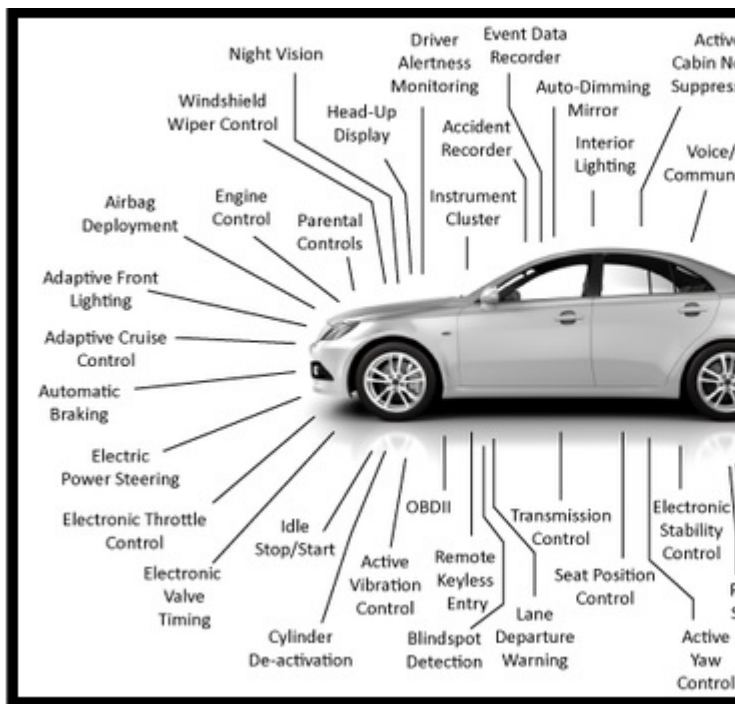 Night Vision
Driver
Alertness
Monitoring
Event Data
Recorder
Active
Cabin
Windshield
Wiper Control
Head-Up
Display
Accident
Recorder
Auto-Dimming
Mirror
Interior
Lighting
Airbag
Deployment
Engine
Control
Parental
Controls
Instrument
Cluster
Adaptive Front
Lighting
Adaptive Cruise
Control
Automatic
Braking
Electric
Power Steering
Electronic Throttle
Control
Electronic
Valve
Timing
Idle
Stop/Start
Cylinder
De-activation
Active
Vibration
Control
OBDII
Remote
Keyless
Entry
Blindspot
Detection
Lane
Departure
Warning
Transmission
Control
Seat Position
Control
Electronic
Stability
Control
Active
Yaw
Control